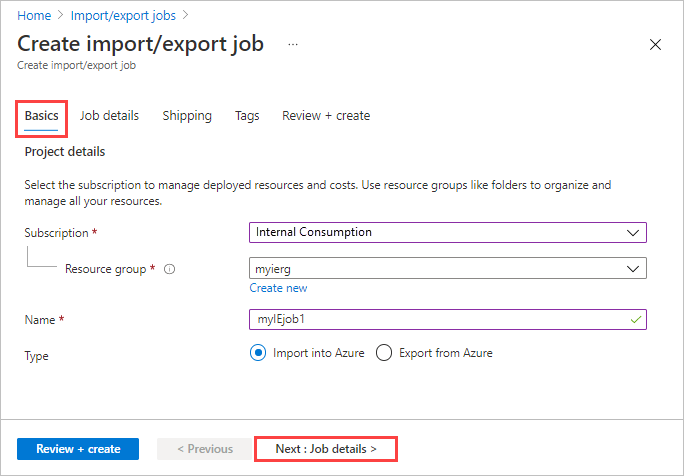 Home > Import/export jobs >
Create import/export job ...
Create import/export job
Basics Job details Shipping Tags Review + create
Project details
Select the subscription to manage deployed resources and costs. Use resource groups like folders to organize and
manage all your resources.
Subscription * Internal Consumption
Resource group * myierg
Create new
Name * myIEjob1
Type Import into Azure Export from Azure
Review + create < Previous Next : Job details >